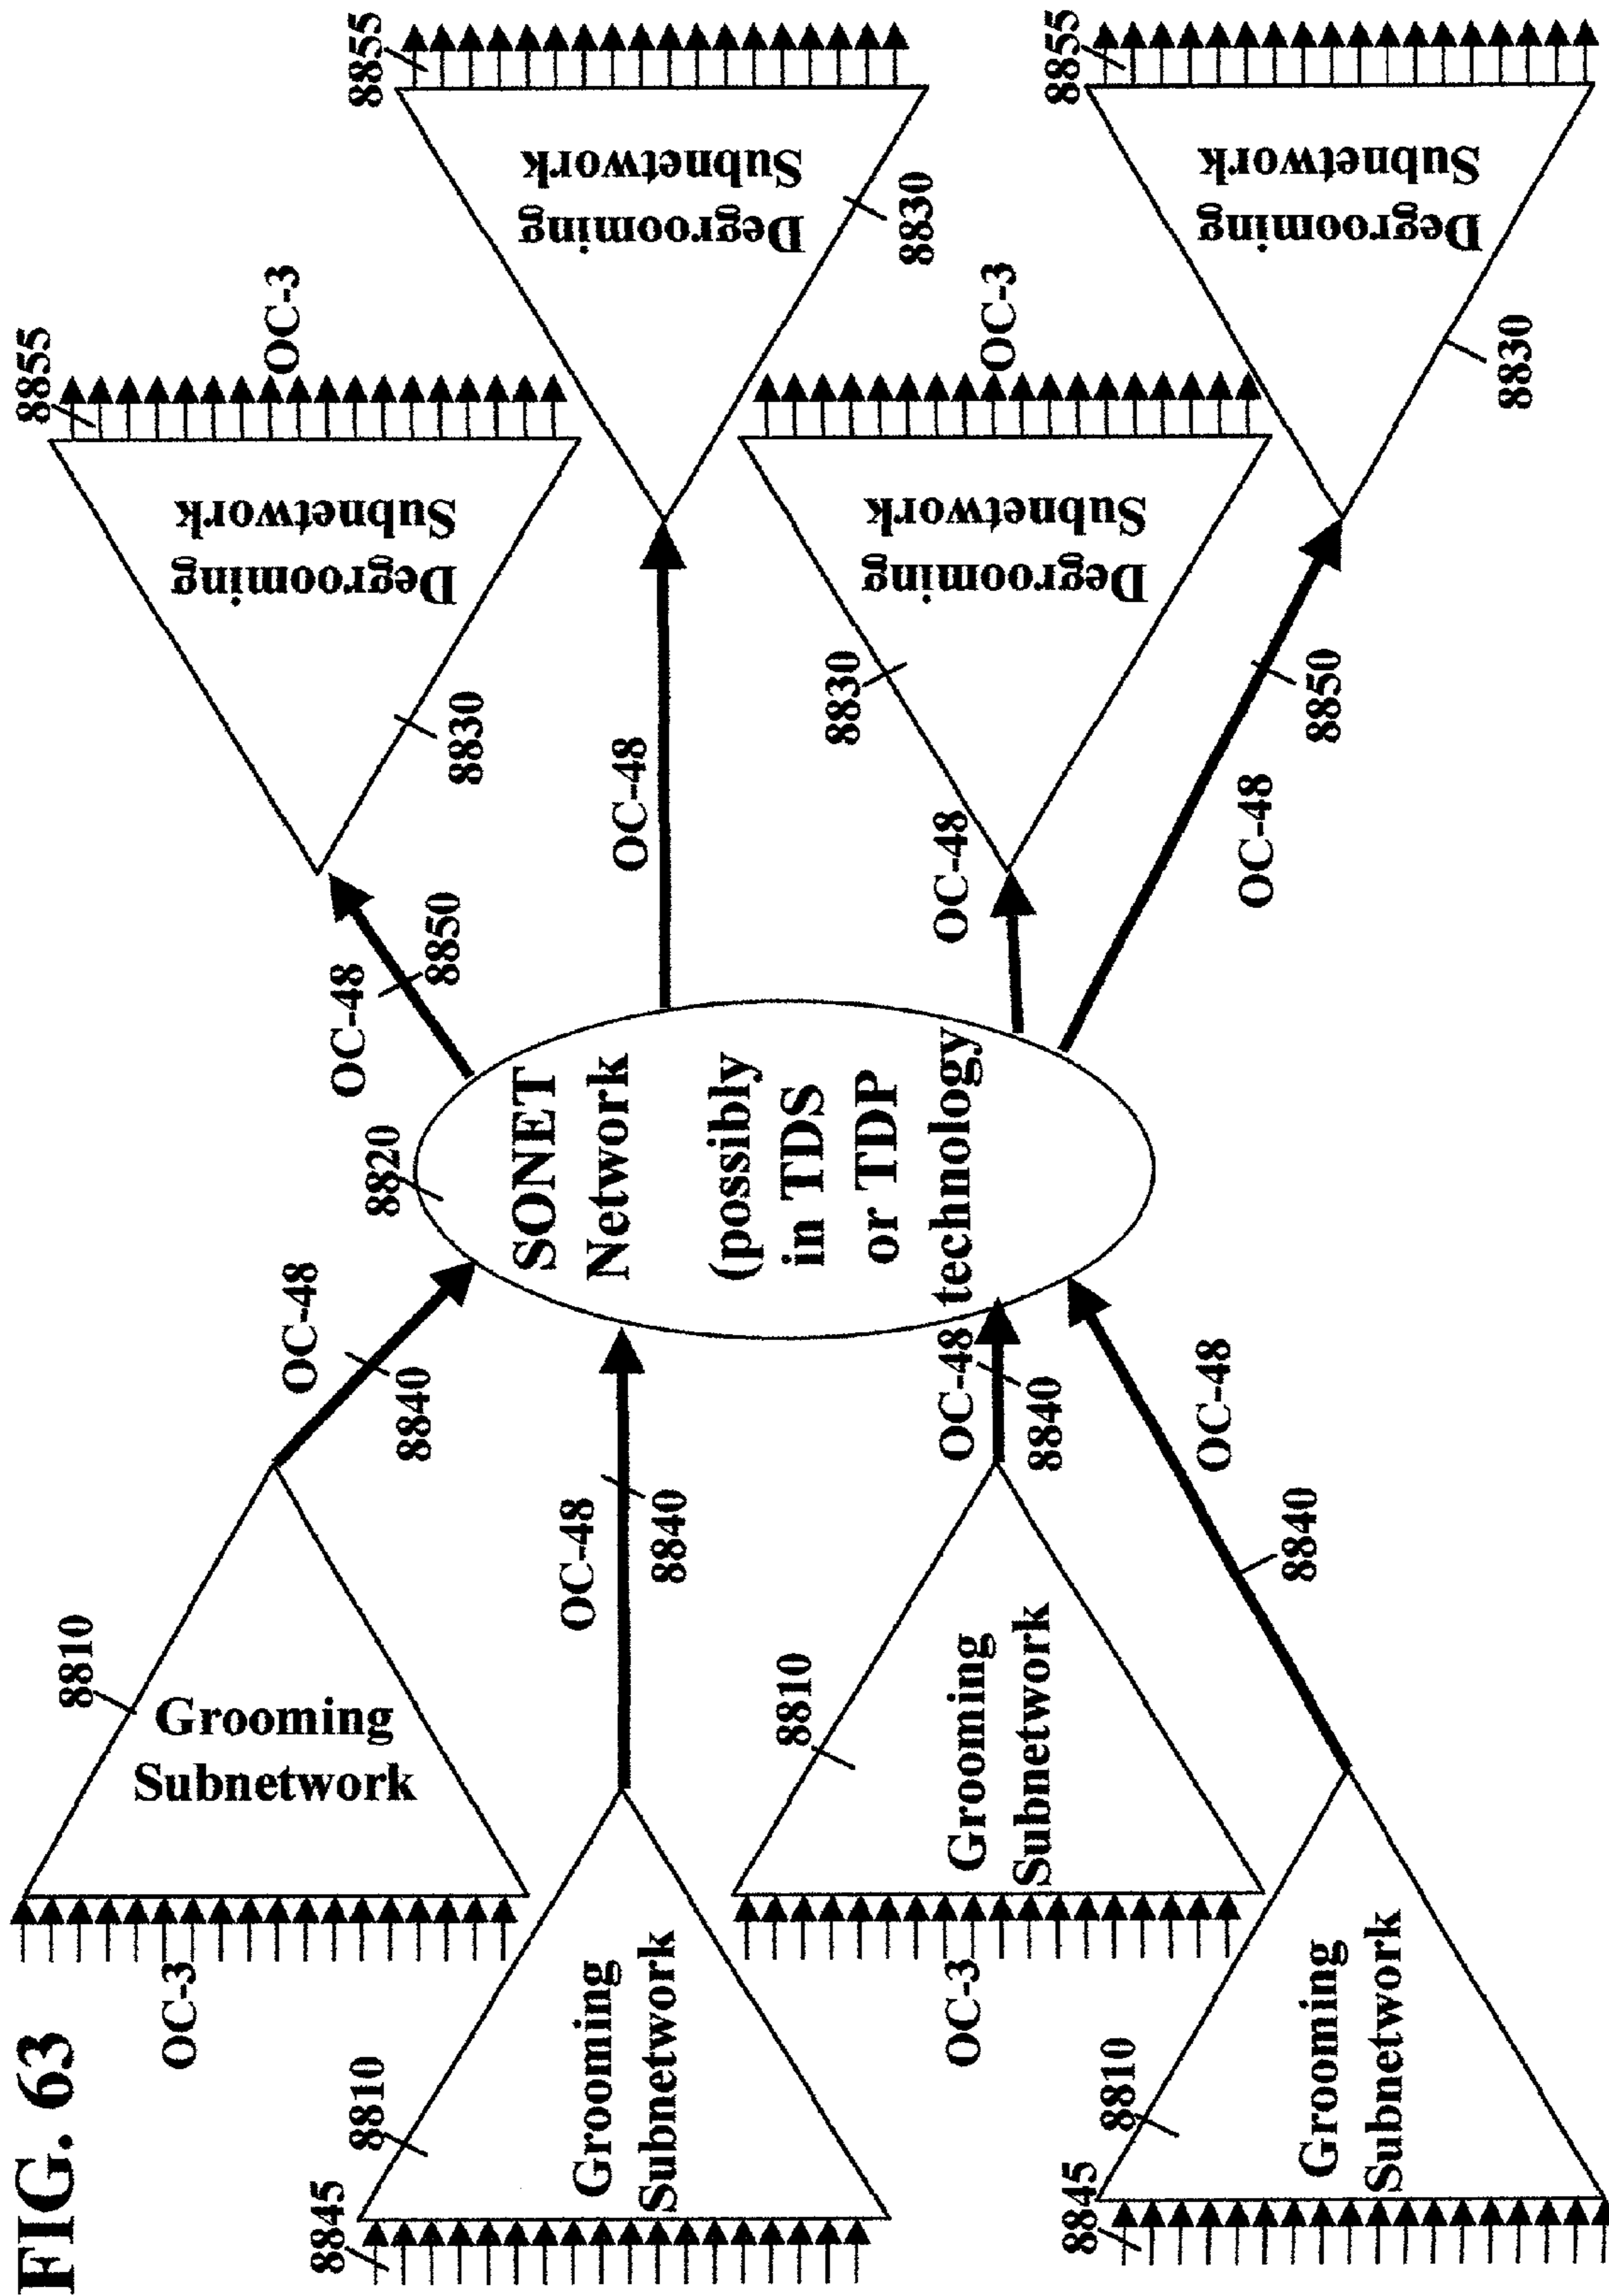 FIG. 63
8855
8810
OC-3
Grooming
Subnetwork
OC-3
Degrooming
Subnetwork
8830
OC-48
8840
OC-48
8850
8845
8810
Grooming
Subnetwork
OC-48
8840
8820
SONET
Network
(possibly
in TDS
or TDP
technology
OC-48
8855
Degrooming
Subnetwork
8830
8810
OC-3
Grooming
Subnetwork
OC-48
8840
OC-48
8830
Degrooming
Subnetwork
OC-3
8845
8810
Grooming
Subnetwork
OC-48
8840
OC-48
8850
8855
Degrooming
Subnetwork
8830